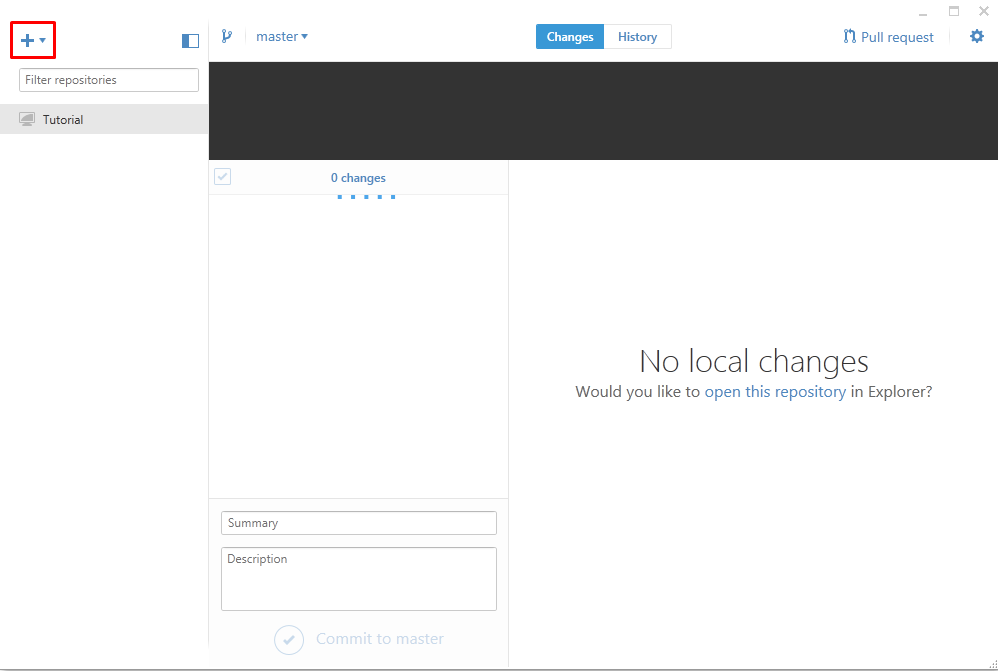 master
Changes
History
Pull request
Filter repositories
Tutorial
0 changes
No local changes
Would you like to open this repository in Explorer?
Summary
Description
Commit to master